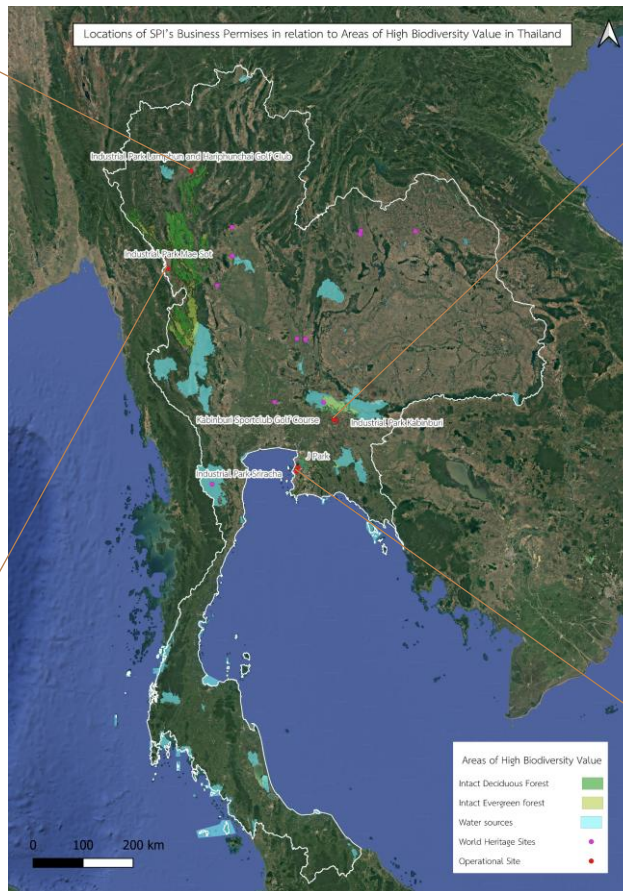 Locations of SPI's Business Permises in relation to Areas of High Biodiversity Value in Thailand
Industrial Park Lamphun and Hariphunchai Golf Club
Industrial Park Mae Sot
Kabinburi Sportclub Golf Course
Industrial Park Kabinburi
J Park
Industrial Park Sriracha
Areas of High Biodiversity Value
Intact Deciduous Forest
Intact Evergreen forest
Water sources
World Heritage Sites
Operational Site
0 100 200 km